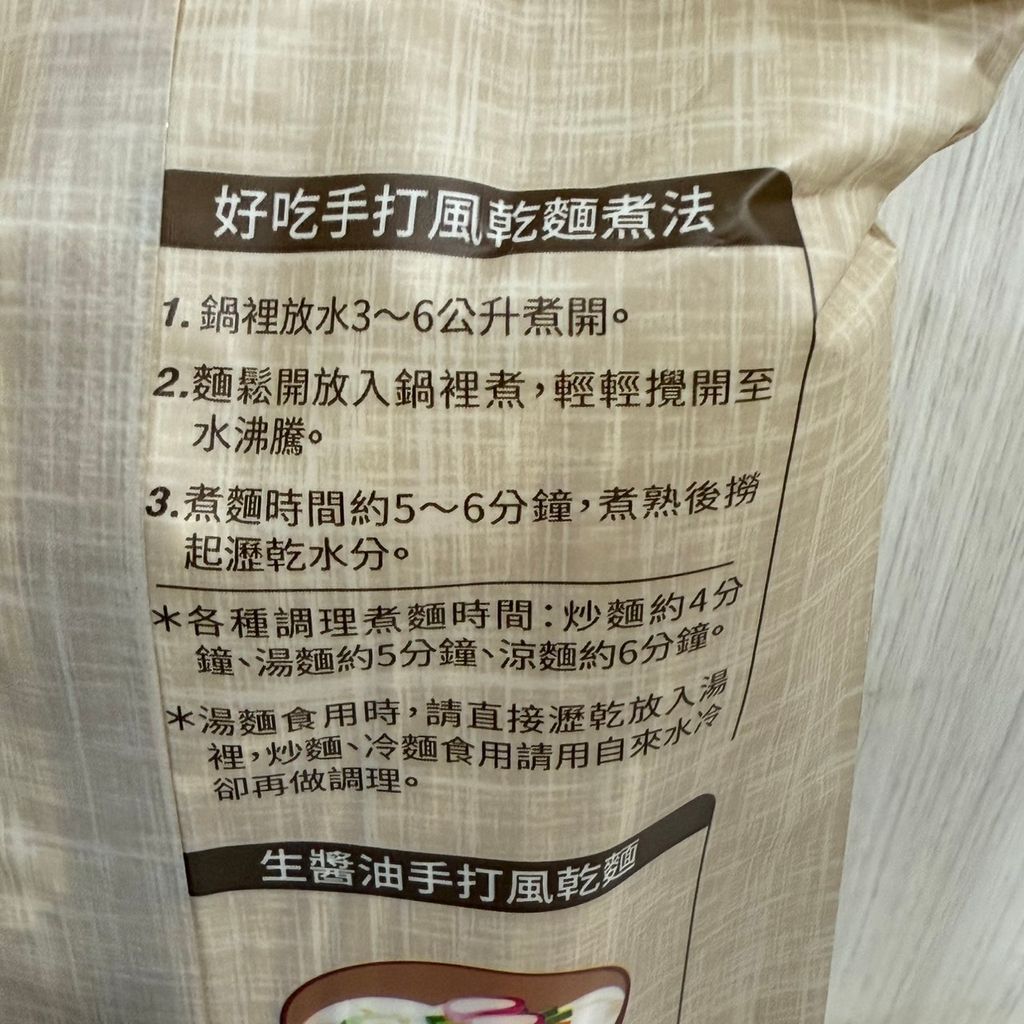 好吃手打風乾麵煮法
1.鍋裡放水3～6公升煮開。
2.麵鬆開放入鍋裡煮，輕輕攪開至
水沸騰。
3.煮麵時間約5～6分鐘，煮熟後撈
起瀝乾水分。
＊各種調理煮麵時間：炒麵約4分
鐘、湯麵約5分鐘、涼麵約6分鐘。
＊湯麵食用時，請直接瀝乾放入湯
裡，炒麵、冷麵食用請用自來水冷
卻再做調理。
生醬油手打風乾麵